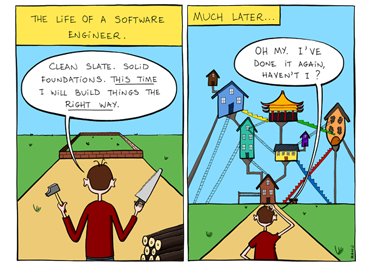 THE LIFE OF A SOFTWARE
ENGINEER.
CLEAN SLATE. SOLID
FOUNDATIONS. THIS TIME
I WILL BUILD THINGS THE
RIGHT WAY.
MUCH LATER...
OH MY. I'VE
DONE IT AGAIN,
HAVEN'T I ?